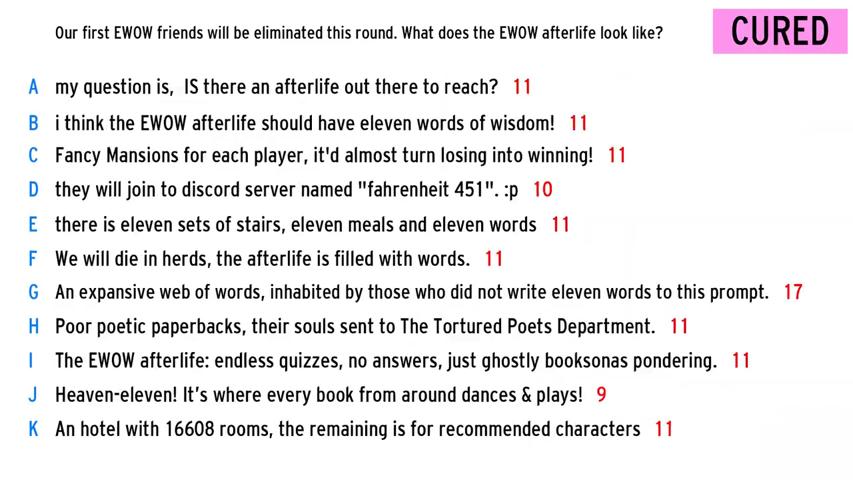 Our first EWOW friends will be eliminated this round. What does the EWOW afterlife look like?
CURED
A my question is, IS there an afterlife out there to reach? 11
B i think the EWOW afterlife should have eleven words of wisdom! 11
C Fancy Mansions for each player, it'd almost turn losing into winning! 11
D they will join to discord server named "fahrenheit 451". :p 10
E there is eleven sets of stairs, eleven meals and eleven words 11
F We will die in herds, the afterlife is filled with words. 11
G An expansive web of words, inhabited by those who did not write eleven words to this prompt. 17
H Poor poetic paperbacks, their souls sent to The Tortured Poets Department. 11
I The EWOW afterlife: endless quizzes, no answers, just ghostly booksonas pondering. 11
J Heaven-eleven! It's where every book from around dances & plays! 9
K An hotel with 16608 rooms, the remaining is for recommended characters 11